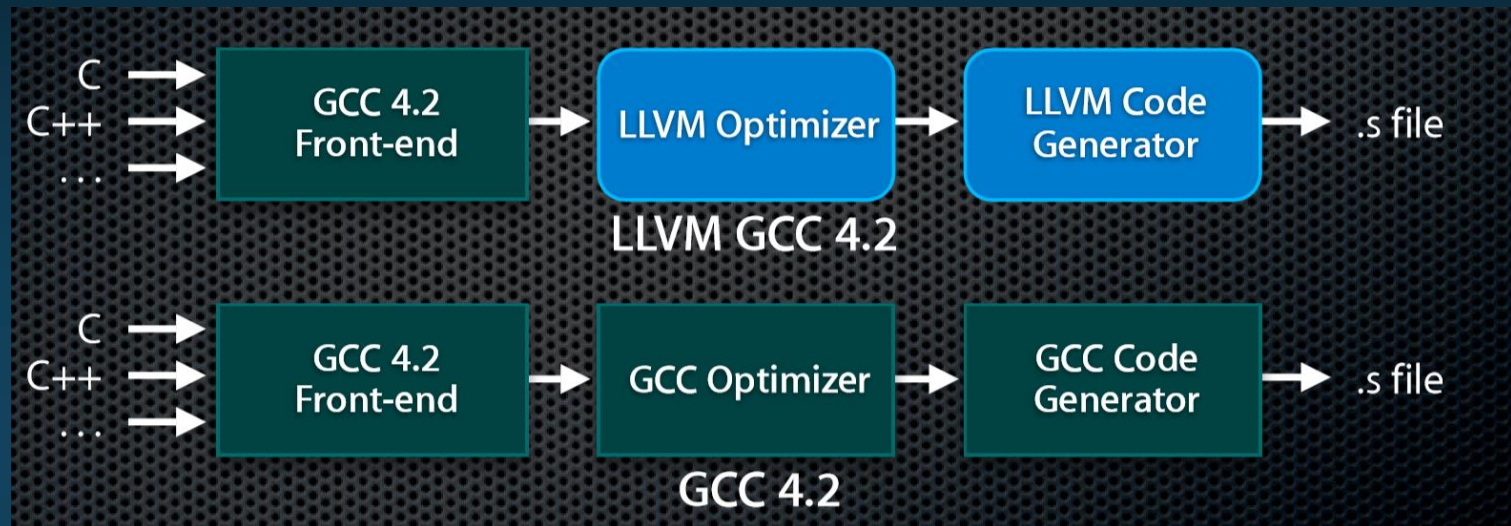 C
C++
...
GCC 4.2
Front-end
LLVM Optimizer
LLVM Code
Generator
.s file
LLVM GCC 4.2
C
C++
...
GCC 4.2
Front-end
GCC Optimizer
GCC Code
Generator
.s file
GCC 4.2